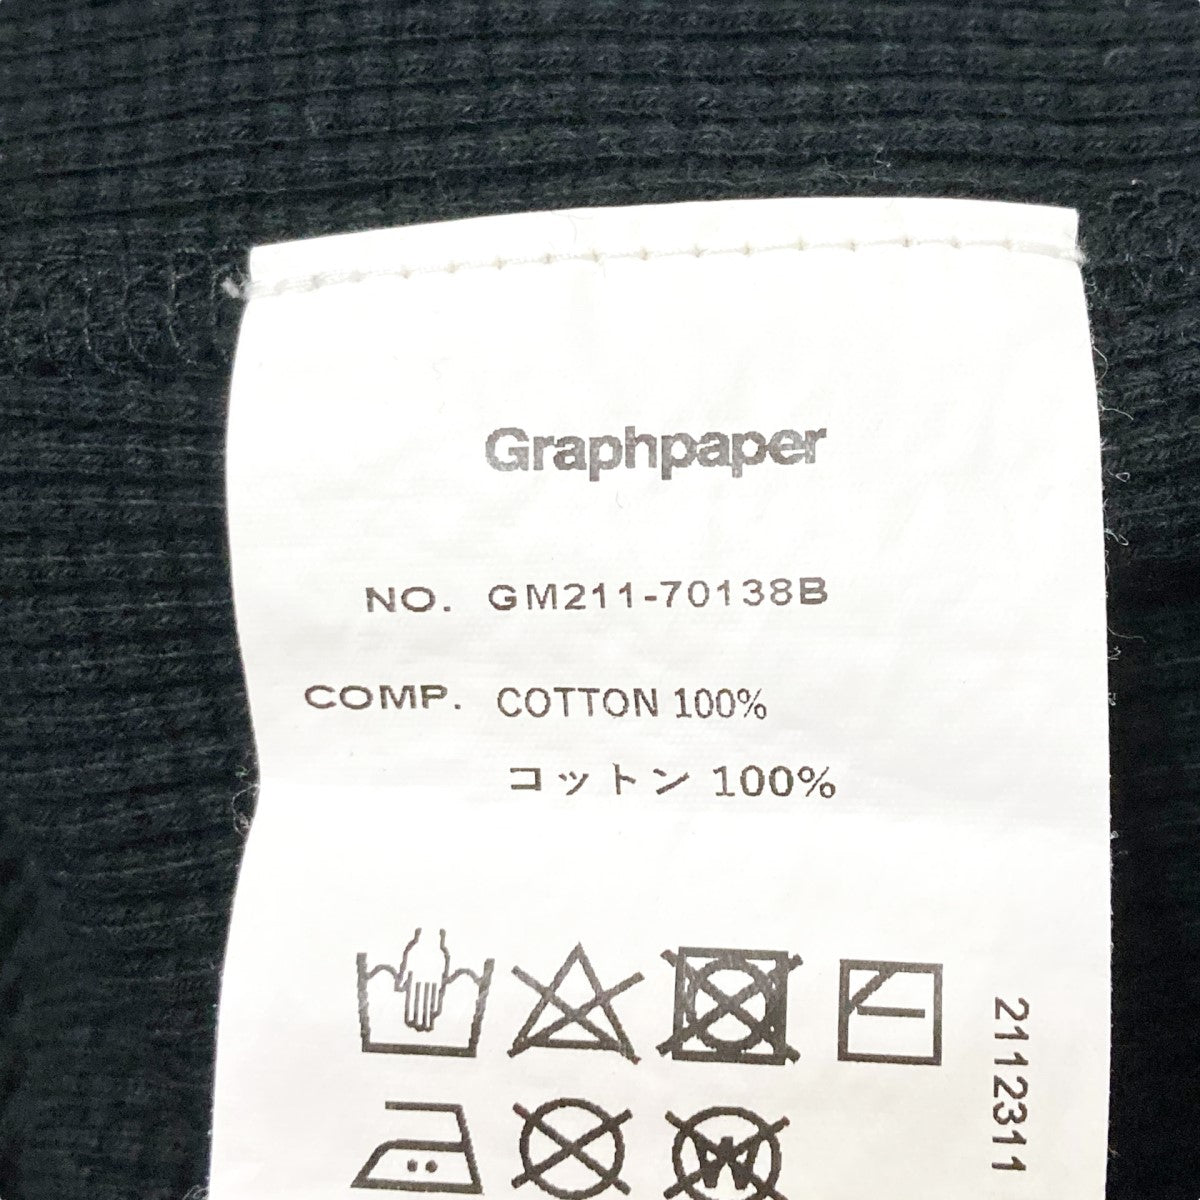 Graphpaper
NO. GM211-70138B
COMP. COTTON 100%
コットン 100%
2112311
W